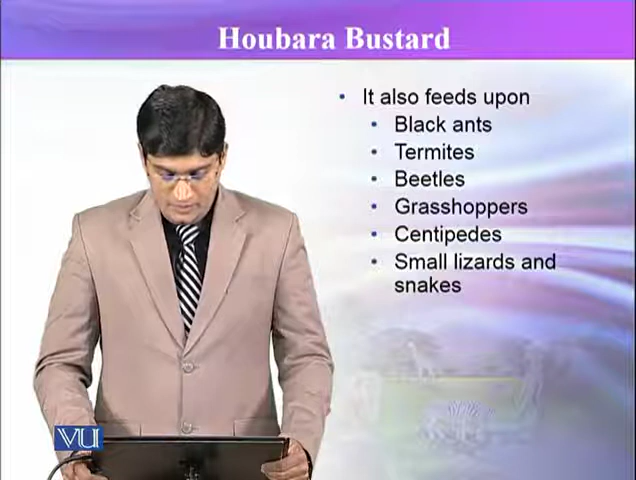 Houbara Bustard
• It also feeds upon
• Black ants
• Termites
• Beetles
• Grasshoppers
• Centipedes
• Small lizards and
snakes
VU